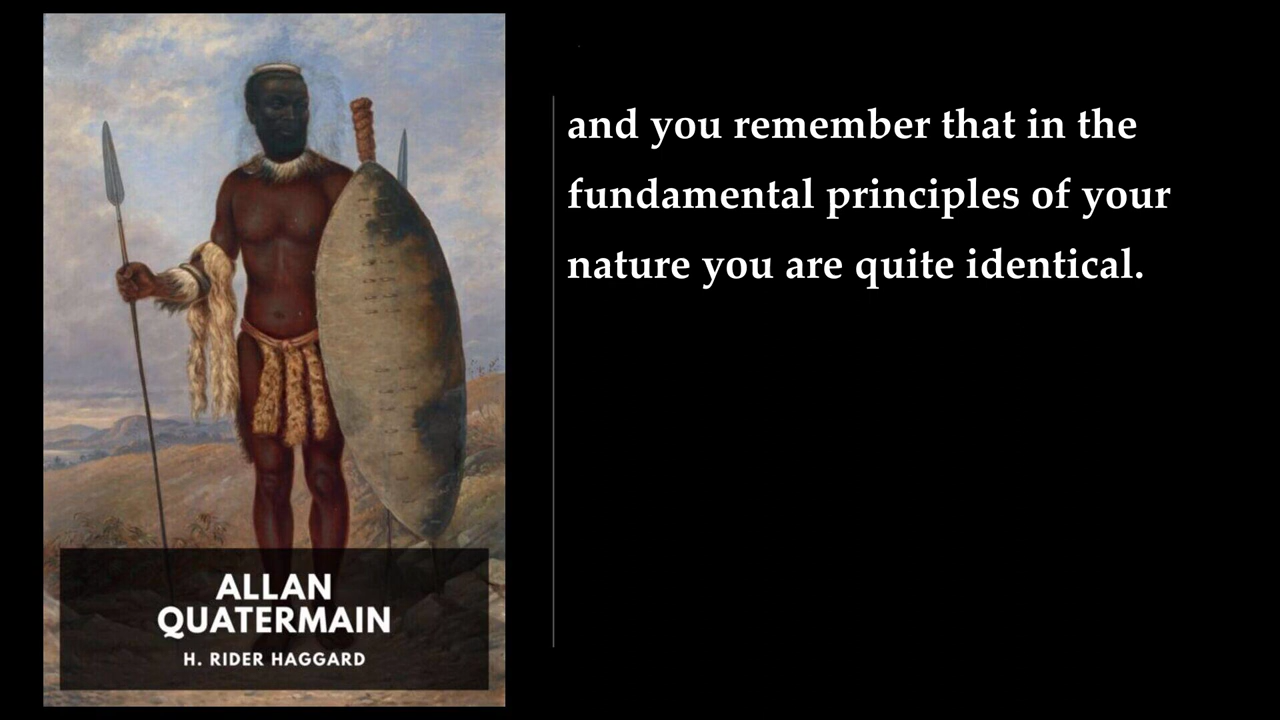 and you remember that in the
fundamental principles of your
nature you are quite identical.
ALLAN
QUATERMAIN
H. RIDER HAGGARD